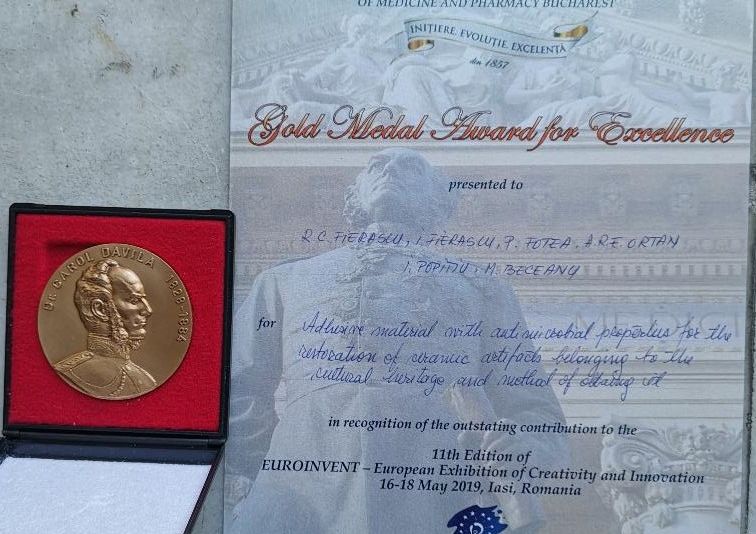 Dr. CAROL DAVILA 1828-1884
OF MEDICINE AND PHARMACY BUCHAREST
INIȚIERE, EVOLUȚIE, EXCELENȚĂ
din 1857
Gold Medal Award for Excellence
presented to
R.C. FIERASCU, I. FIERASCU, P. FOTEA, A.R.E. ORTAN
I. POPITIU, M. BECEANU
for Adhesive material with antimicrobial properties for the
restoration of ceramic artifacts belonging to the
cultural heritage and method of obtaing it
in recognition of the outstating contribution to the
11th Edition of
EUROINVENT – European Exhibition of Creativity and Innovation
16-18 May 2019, Iasi, Romania